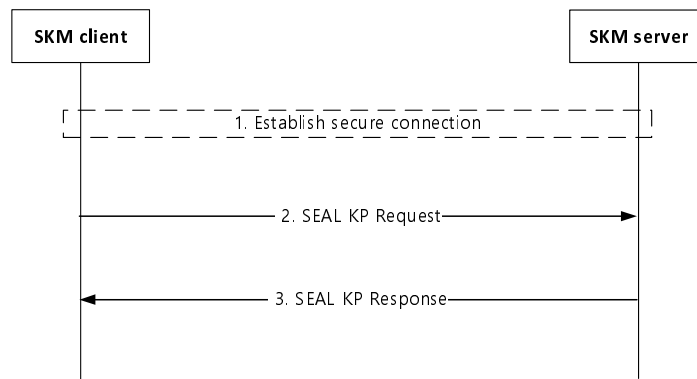 SKM client
SKM server
1. Establish secure connection
2. SEAL KP Request
3. SEAL KP Response